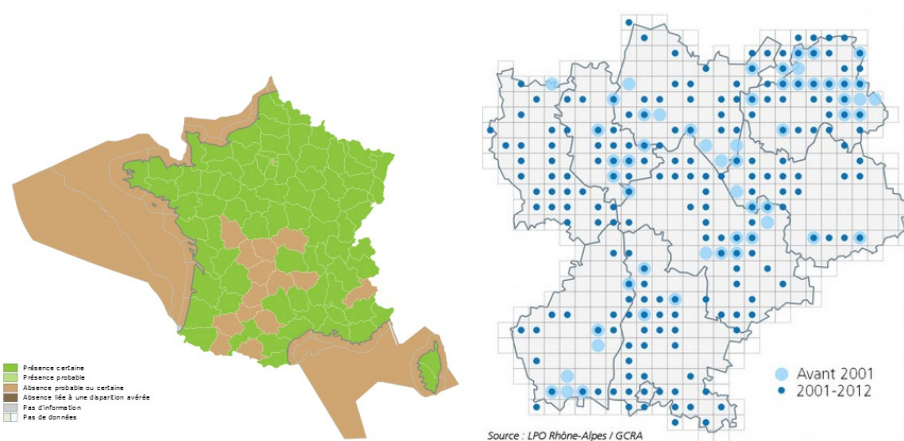 Présence certaine
Présence probable
Absence probable ou certaine
Absence liée à une disparition avérée
Pas d'information
Pas de données
Avant 2001
2001-2012
Source : LPO Rhône-Alpes / GCRA